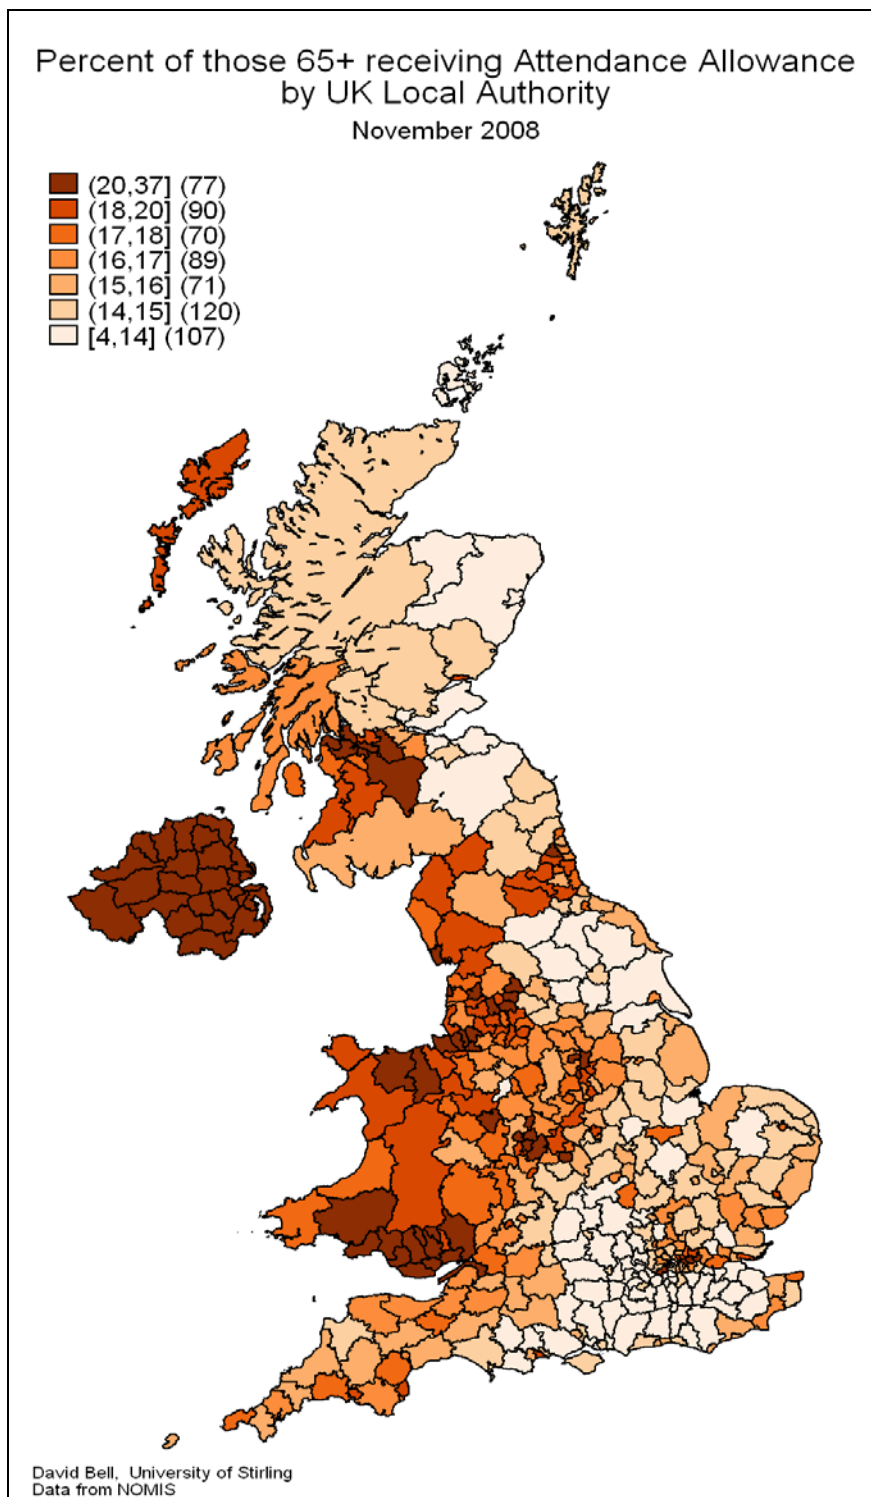 Percent of those 65+ receiving Attendance Allowance
by UK Local Authority
November 2008
(20,37] (77)
(18,20] (90)
(17,18] (70)
(16,17] (89)
(15,16] (71)
(14,15] (120)
[4,14] (107)
David Bell, University of Stirling
Data from NOMIS